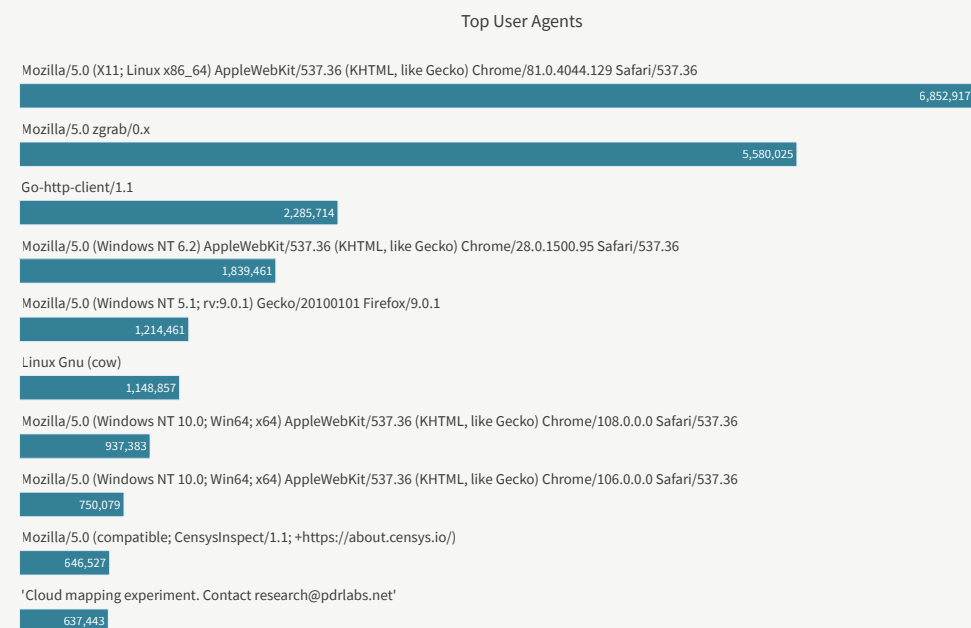 Top User Agents
Mozilla/5.0 (X11; Linux x86_64) AppleWebKit/537.36 (KHTML, like Gecko) Chrome/81.0.4044.129 Safari/537.36
6,852,917
Mozilla/5.0 zgrab/0.x
5,580,025
Go-http-client/1.1
2,285,714
Mozilla/5.0 (Windows NT 6.2) AppleWebKit/537.36 (KHTML, like Gecko) Chrome/28.0.1500.95 Safari/537.36
1,839,461
Mozilla/5.0 (Windows NT 5.1; rv:9.0.1) Gecko/20100101 Firefox/9.0.1
1,214,461
Linux Gnu (cow)
1,148,857
Mozilla/5.0 (Windows NT 10.0; Win64; x64) AppleWebKit/537.36 (KHTML, like Gecko) Chrome/108.0.0.0 Safari/537.36
937,383
Mozilla/5.0 (Windows NT 10.0; Win64; x64) AppleWebKit/537.36 (KHTML, like Gecko) Chrome/106.0.0.0 Safari/537.36
750,079
Mozilla/5.0 (compatible; CensysInspect/1.1; +https://about.censys.io/)
646,527
'Cloud mapping experiment. Contact research@pdrlabs.net'
637,443